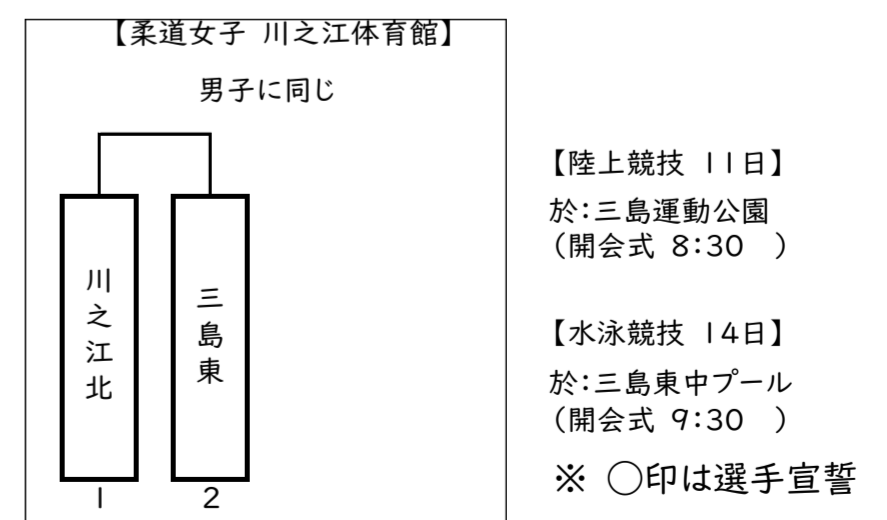 【柔道女子 川之江体育館】
男子に同じ
川之江北
三島東
1 2
【陸上競技 11日】
於:三島運動公園
(開会式 8:30 )
【水泳競技 14日】
於:三島東中プール
(開会式 9:30 )
※ ○印は選手宣誓